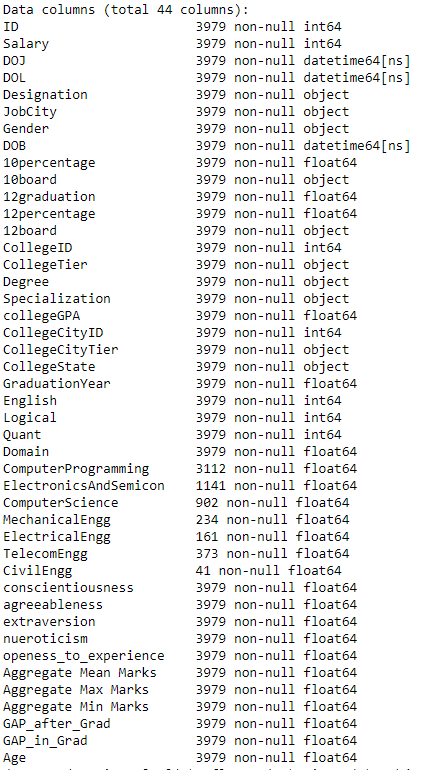 Data columns (total 44 columns):
ID 3979 non-null int64
Salary 3979 non-null int64
DOJ 3979 non-null datetime64[ns]
DOL 3979 non-null datetime64[ns]
Designation 3979 non-null object
JobCity 3979 non-null object
Gender 3979 non-null object
DOB 3979 non-null datetime64[ns]
10percentage 3979 non-null float64
10board 3979 non-null object
12graduation 3979 non-null float64
12percentage 3979 non-null float64
12board 3979 non-null object
CollegeID 3979 non-null int64
CollegeTier 3979 non-null object
Degree 3979 non-null object
Specialization 3979 non-null object
collegeGPA 3979 non-null float64
CollegeCityID 3979 non-null int64
CollegeCityTier 3979 non-null object
CollegeState 3979 non-null object
GraduationYear 3979 non-null float64
English 3979 non-null int64
Logical 3979 non-null int64
Quant 3979 non-null int64
Domain 3979 non-null float64
ComputerProgramming 3112 non-null float64
ElectronicsAndSemicon 1141 non-null float64
ComputerScience 902 non-null float64
MechanicalEngg 234 non-null float64
ElectricalEngg 161 non-null float64
TelecomEngg 373 non-null float64
CivilEngg 41 non-null float64
conscientiousness 3979 non-null float64
agreeableness 3979 non-null float64
extraversion 3979 non-null float64
nueroticism 3979 non-null float64
openess_to_experience 3979 non-null float64
Aggregate Mean Marks 3979 non-null float64
Aggregate Max Marks 3979 non-null float64
Aggregate Min Marks 3979 non-null float64
GAP_after_Grad 3979 non-null float64
GAP_in_Grad 3979 non-null float64
Age 3979 non-null float64